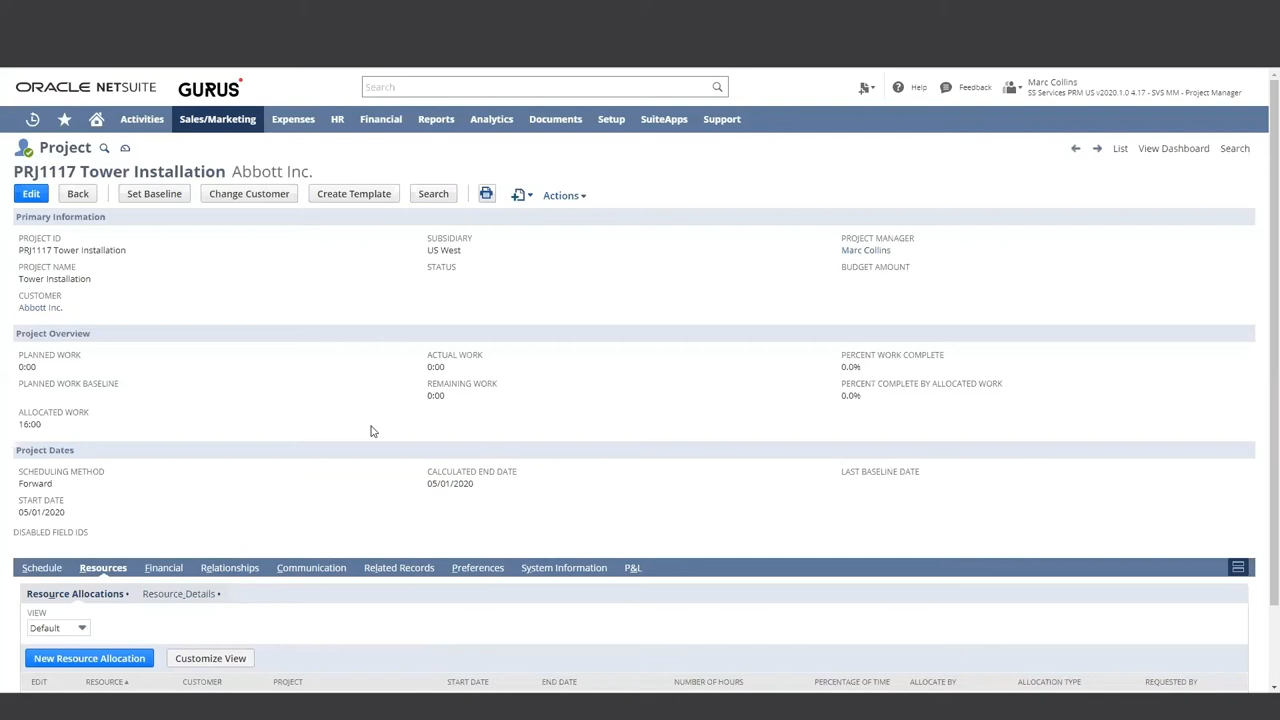 ORACLE NETSUITE GURUS Search Help Feedback Marc Collins
SS Services PRM US v2020.1.0 4.17 - SVS MM - Project Manager
Activities Sales/Marketing Expenses HR Financial Reports Analytics Documents Setup SuiteApps Support
Project List View Dashboard Search
PRJ1117 Tower Installation Abbott Inc.
Edit Back Set Baseline Change Customer Create Template Search Actions
Primary Information
PROJECT ID SUBSIDIARY PROJECT MANAGER
PRJ1117 Tower Installation US West Marc Collins
PROJECT NAME STATUS BUDGET AMOUNT
Tower Installation
CUSTOMER
Abbott Inc.
Project Overview
PLANNED WORK ACTUAL WORK PERCENT WORK COMPLETE
0:00 0:00 0.0%
PLANNED WORK BASELINE REMAINING WORK PERCENT COMPLETE BY ALLOCATED WORK
0:00 0.0%
ALLOCATED WORK
16:00
Project Dates
SCHEDULING METHOD CALCULATED END DATE LAST BASELINE DATE
Forward 05/01/2020
START DATE
05/01/2020
DISABLED FIELD IDS
Schedule Resources Financial Relationships Communication Related Records Preferences System Information P&L
Resource Allocations • Resource Details •
VIEW
Default
New Resource Allocation Customize View
EDIT RESOURCE ▲ CUSTOMER PROJECT START DATE END DATE NUMBER OF HOURS PERCENTAGE OF TIME ALLOCATE BY ALLOCATION TYPE REQUESTED BY